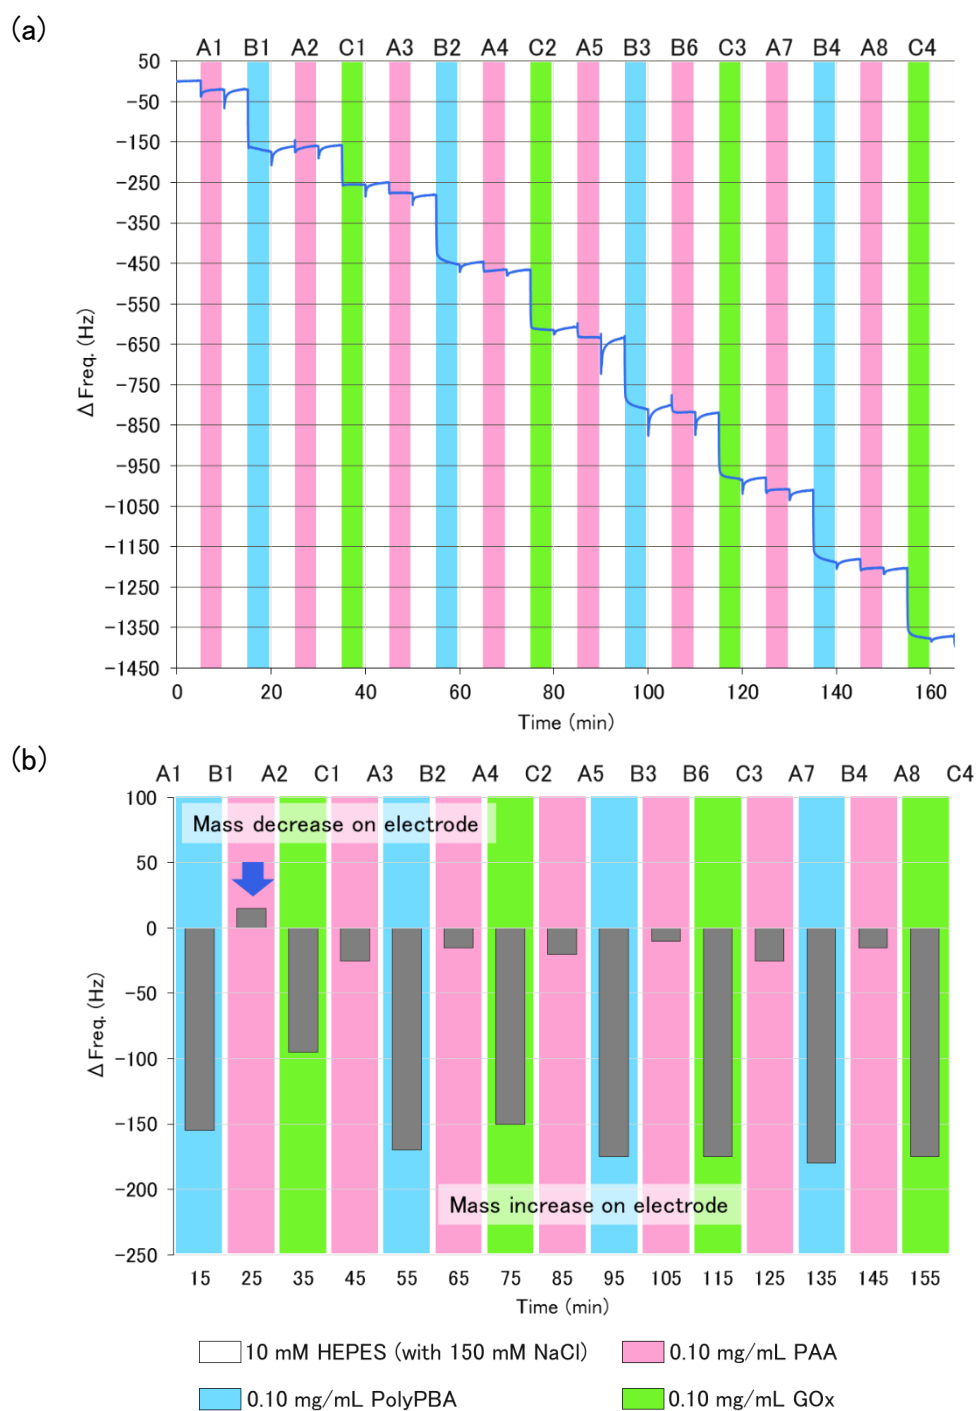 (a)
A1 B1 A2 C1 A3 B2 A4 C2 A5 B3 B6 C3 A7 B4 A8 C4
50
-50
-150
-250
-350
-450
-550
-650
-750
-850
-950
-1050
-1150
-1250
-1350
-1450
Δ Freq. (Hz)
0 20 40 60 80 100 120 140 160
Time (min)
(b)
A1 B1 A2 C1 A3 B2 A4 C2 A5 B3 B6 C3 A7 B4 A8 C4
100
Mass decrease on electrode
50
0
-50
-100
-150
-200
-250
Δ Freq. (Hz)
Mass increase on electrode
15 25 35 45 55 65 75 85 95 105 115 125 135 145 155
Time (min)
10 mM HEPES (with 150 mM NaCl) 0.10 mg/mL PAA
0.10 mg/mL PolyPBA 0.10 mg/mL GOx